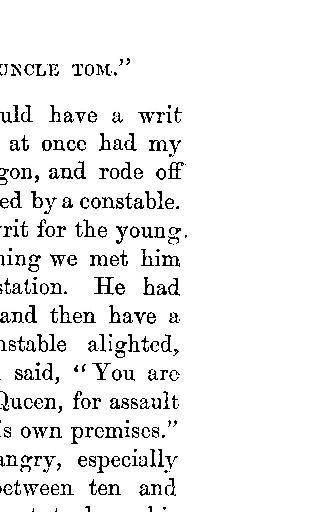 UNCLE TOM."
uld have a writ
at once had my
gon, and rode off
ed by a constable.
rit for the young.
ning we met him
station. He had
and then have a
nstable alighted,
said, "You are
Queen, for assault
is own premises."
angry, especially
between ten and